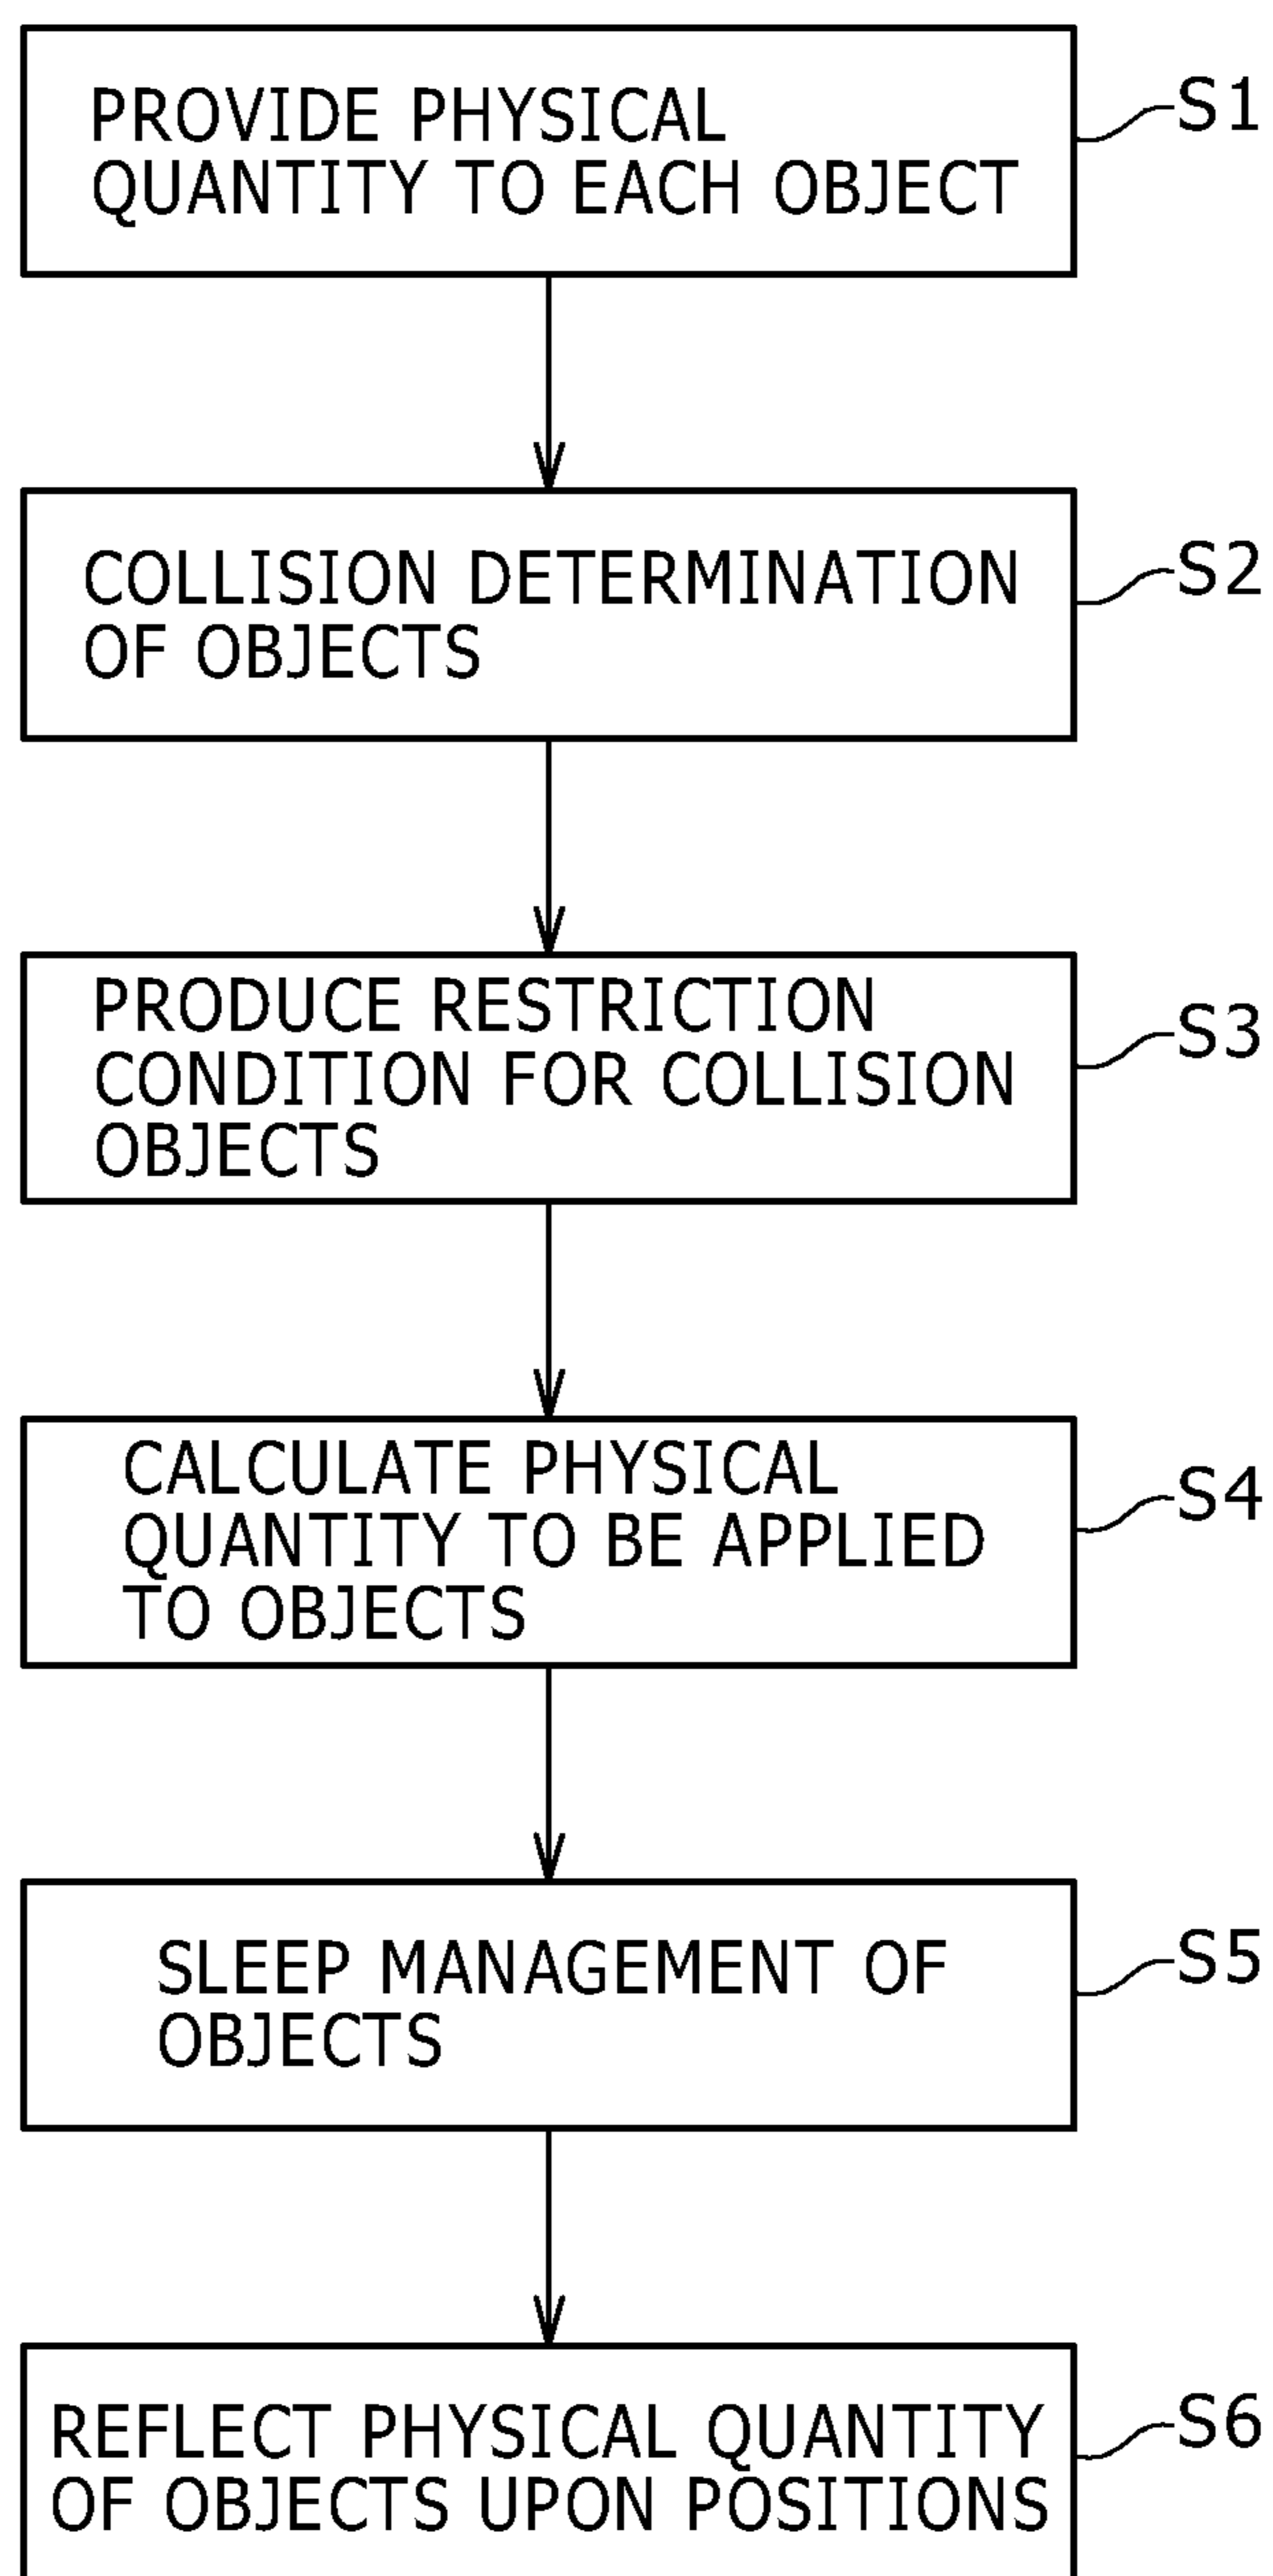 PROVIDE PHYSICAL
QUANTITY TO EACH OBJECT
S1
COLLISION DETERMINATION
OF OBJECTS
S2
PRODUCE RESTRICTION
CONDITION FOR COLLISION
OBJECTS
S3
CALCULATE PHYSICAL
QUANTITY TO BE APPLIED
TO OBJECTS
S4
SLEEP MANAGEMENT OF
OBJECTS
S5
REFLECT PHYSICAL QUANTITY
OF OBJECTS UPON POSITIONS
S6